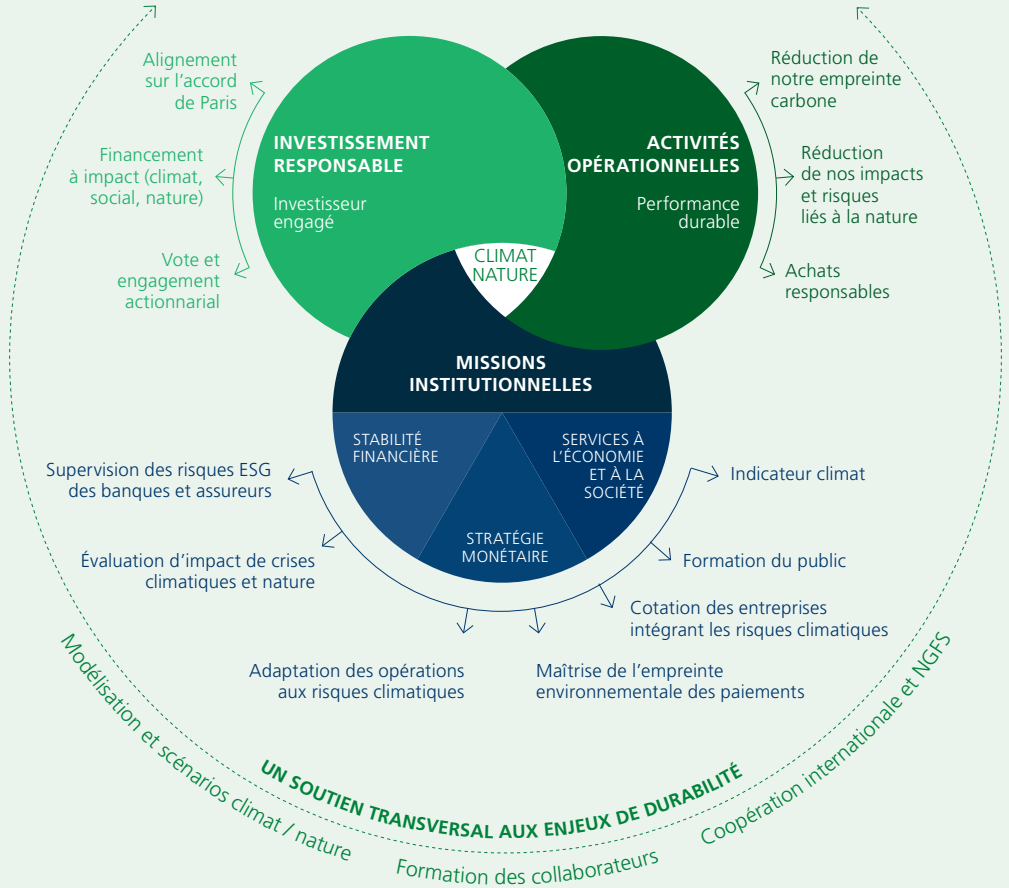 Alignement
sur l'accord
de Paris
Financement
à impact (climat,
social, nature)
Vote et
engagement
actionnarial
INVESTISSEMENT
RESPONSABLE
Investisseur
engagé
ACTIVITÉS
OPÉRATIONNELLES
Performance
durable
Réduction de
notre empreinte
carbone
Réduction
de nos impacts
et risques
liés à la nature
Achats
responsables
CLIMAT
NATURE
MISSIONS
INSTITUTIONNELLES
STABILITÉ
FINANCIÈRE
STRATÉGIE
MONÉTAIRE
SERVICES À
L'ÉCONOMIE
ET À LA
SOCIÉTÉ
Supervision des risques ESG
des banques et assureurs
Évaluation d'impact de crises
climatiques et nature
Adaptation des opérations
aux risques climatiques
Maîtrise de l'empreinte
environnementale des paiements
Cotation des entreprises
intégrant les risques climatiques
Formation du public
Indicateur climat
UN SOUTIEN TRANSVERSAL AUX ENJEUX DE DURABILITÉ
Modélisation et scénarios climat / nature
Formation des collaborateurs
Coopération internationale et NGFS